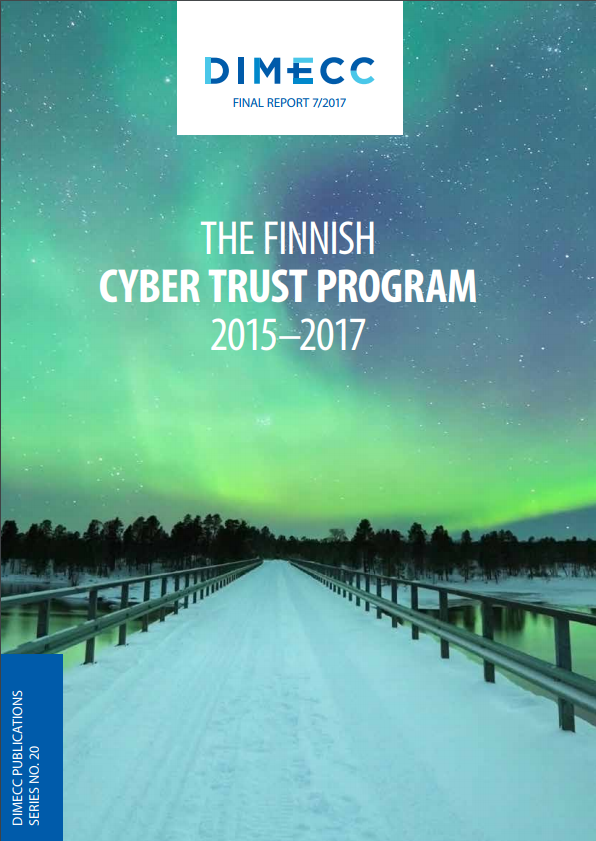 DIMECC
FINAL REPORT 7/2017
THE FINNISH
CYBER TRUST PROGRAM
2015–2017
DIMECC PUBLICATIONS
SERIES NO. 20